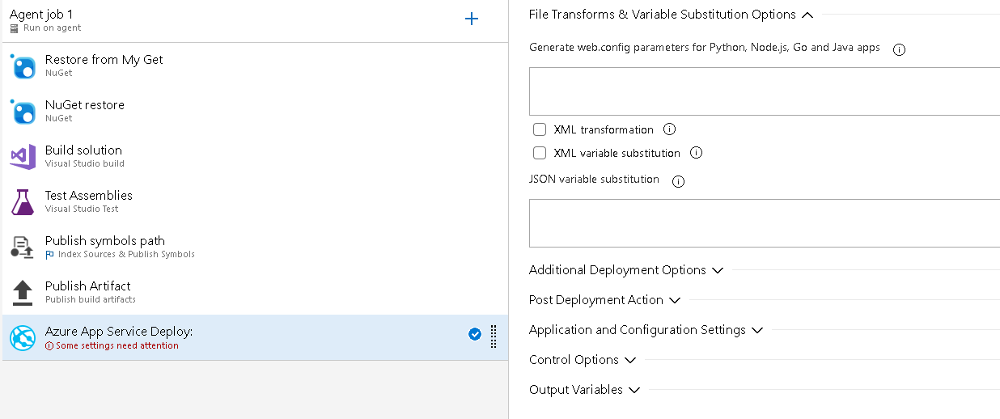 Agent job 1
Run on agent
Restore from My Get
NuGet
NuGet restore
NuGet
Build solution
Visual Studio build
Test Assemblies
Visual Studio Test
Publish symbols path
Index Sources & Publish Symbols
Publish Artifact
Publish build artifacts
Azure App Service Deploy:
Some settings need attention
File Transforms & Variable Substitution Options
Generate web.config parameters for Python, Node.js, Go and Java apps
XML transformation
XML variable substitution
JSON variable substitution
Additional Deployment Options
Post Deployment Action
Application and Configuration Settings
Control Options
Output Variables